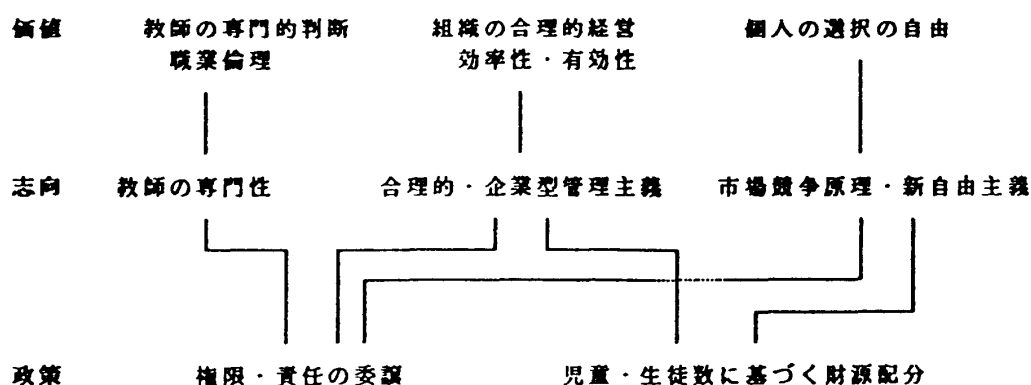 価値 教師の専門的判断 組織の合理的経営 個人の選択の自由
職業倫理 効率性・有効性
志向 教師の専門性 合理的・企業型管理主義 市場競争原理・新自由主義
政策 権限・責任の委譲 児童・生徒数に基づく財源配分